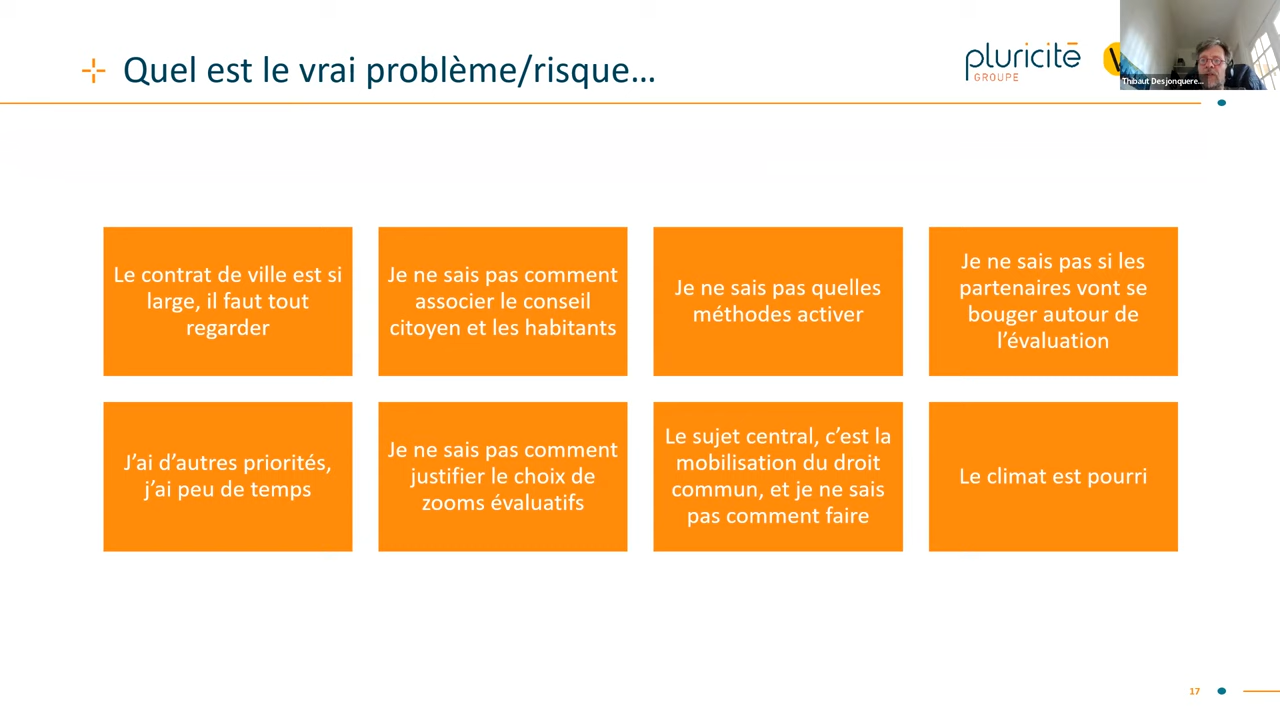 Quel est le vrai problème/risque…
pluricité
GROUPE
Thibaut Desjonquere...
Le contrat de ville est si
large, il faut tout
regarder
Je ne sais pas comment
associer le conseil
citoyen et les habitants
Je ne sais pas quelles
méthodes activer
Je ne sais pas si les
partenaires vont se
bouger autour de
l’évaluation
J’ai d’autres priorités,
j’ai peu de temps
Je ne sais pas comment
justifier le choix de
zooms évaluatifs
Le sujet central, c’est la
mobilisation du droit
commun, et je ne sais
pas comment faire
Le climat est pourri
17